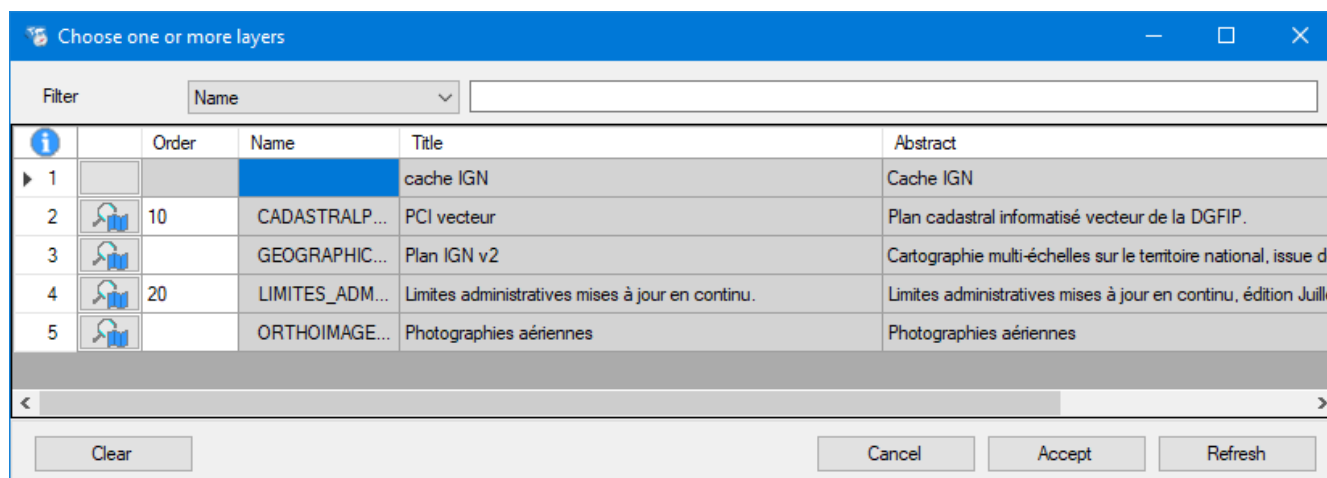 Choose one or more layers
Filter Name
Order Name Title Abstract
1 cache IGN Cache IGN
2 10 CADASTRALP... PCI vecteur Plan cadastral informatisé vecteur de la DGFIP.
3 GEOGRAPHIC... Plan IGN v2 Cartographie multi-échelles sur le territoire national, issue d
4 20 LIMITES_ADM... Limites administratives mises à jour en continu. Limites administratives mises à jour en continu, édition Juill
5 ORTHOIMAGE... Photographies aériennes Photographies aériennes
Clear Cancel Accept Refresh